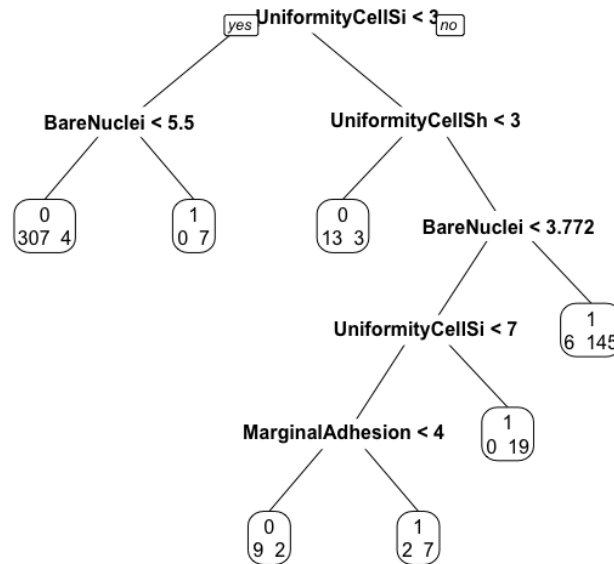 UniformityCellSi < 3
yes
no
BareNuclei < 5.5
UniformityCellSh < 3
0
307 4
1
0 7
0
13 3
BareNuclei < 3.772
UniformityCellSi < 7
1
6 145
MarginalAdhesion < 4
1
0 19
0
9 2
1
2 7